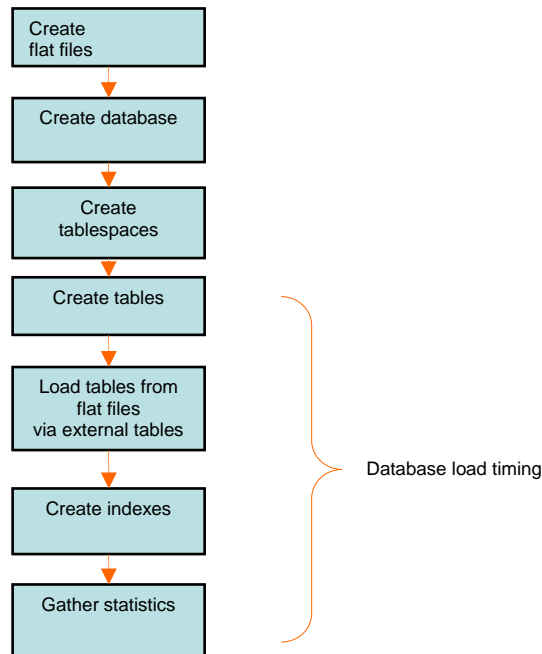 Create
flat files
Create database
Create
tablespaces
Create tables
Load tables from
flat files
via external tables
Database load timing
Create indexes
Gather statistics